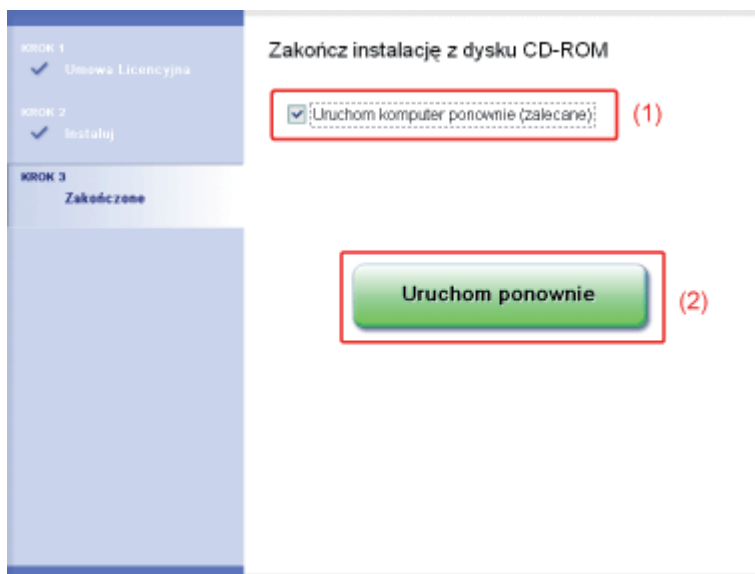 KROK 1
Umowa Licencyjna
KROK 2
Instaluj
KROK 3
Zakończone
Zakończ instalację z dysku CD-ROM
Uruchom komputer ponownie (zalecane)
(1)
Uruchom ponownie
(2)